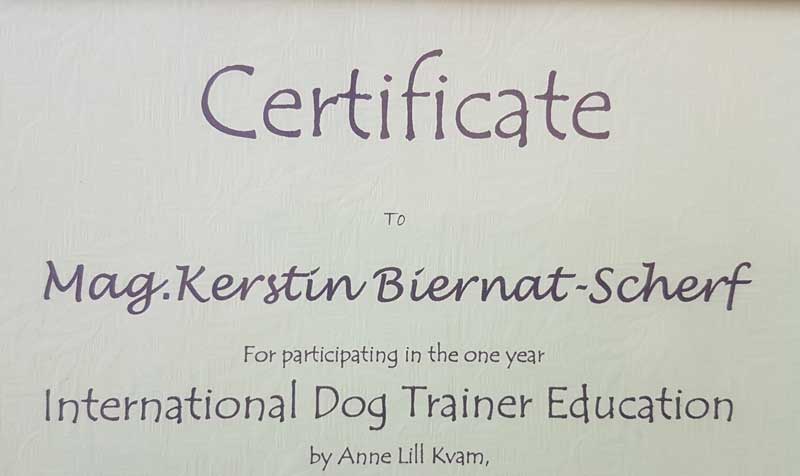 Certificate
TO
Mag.Kerstin Biernat-Scherf
For participating in the one year
International Dog Trainer Education
by Anne Lill Kvam,